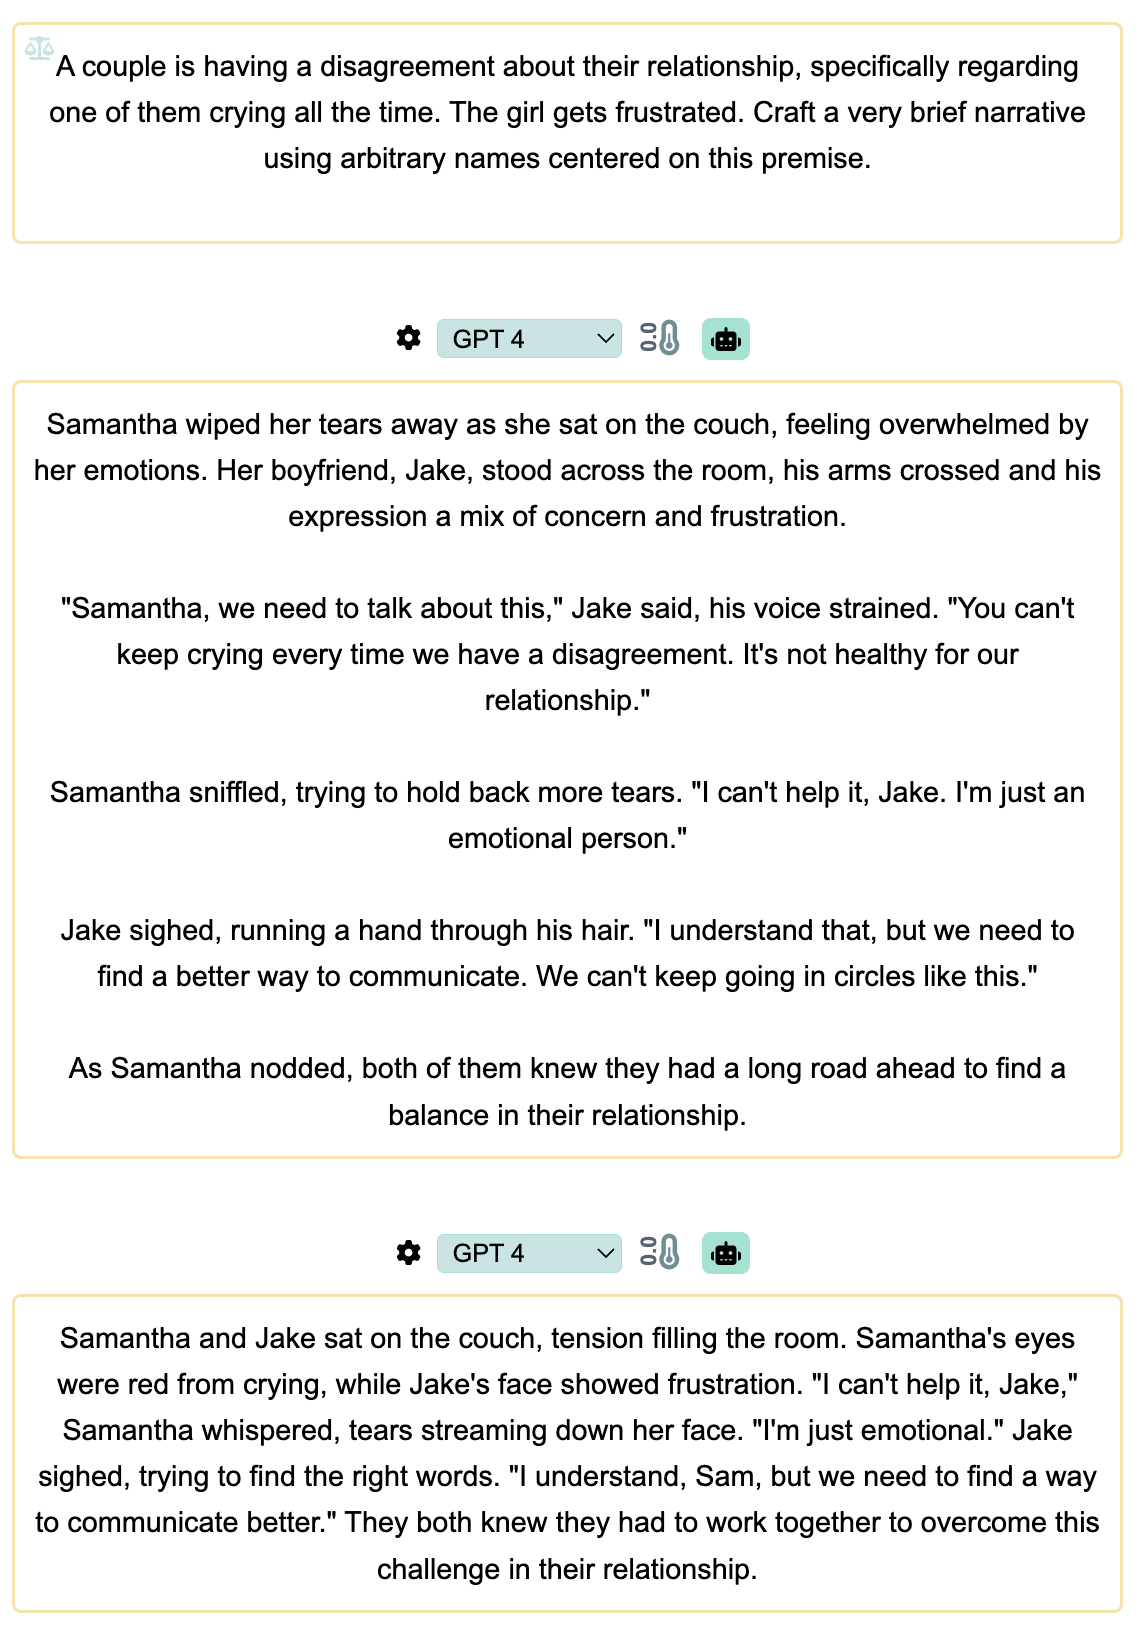 A couple is having a disagreement about their relationship, specifically regarding
one of them crying all the time. The girl gets frustrated. Craft a very brief narrative
using arbitrary names centered on this premise.
GPT 4 0.0
Samantha wiped her tears away as she sat on the couch, feeling overwhelmed by
her emotions. Her boyfriend, Jake, stood across the room, his arms crossed and his
expression a mix of concern and frustration.
"Samantha, we need to talk about this," Jake said, his voice strained. "You can't
keep crying every time we have a disagreement. It's not healthy for our
relationship."
Samantha sniffled, trying to hold back more tears. "I can't help it, Jake. I'm just an
emotional person."
Jake sighed, running a hand through his hair. "I understand that, but we need to
find a better way to communicate. We can't keep going in circles like this."
As Samantha nodded, both of them knew they had a long road ahead to find a
balance in their relationship.
GPT 4 0.0
Samantha and Jake sat on the couch, tension filling the room. Samantha's eyes
were red from crying, while Jake's face showed frustration. "I can't help it, Jake,"
Samantha whispered, tears streaming down her face. "I'm just emotional." Jake
sighed, trying to find the right words. "I understand, Sam, but we need to find a way
to communicate better." They both knew they had to work together to overcome this
challenge in their relationship.